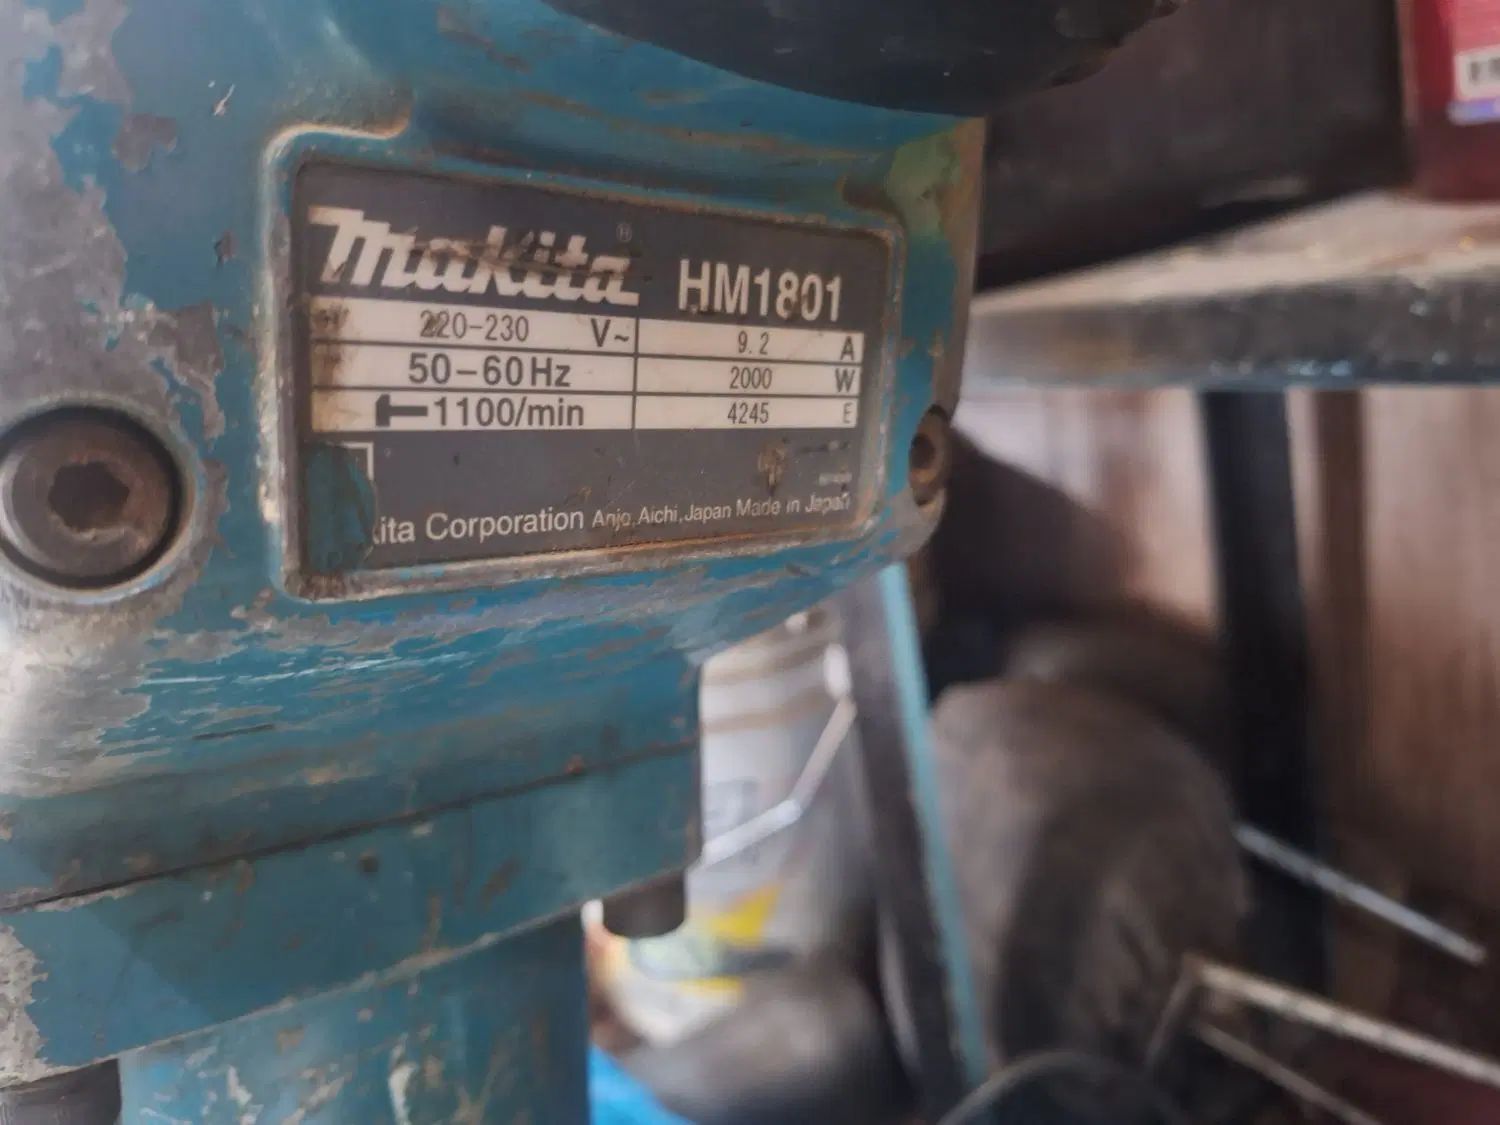 Makita® HM1801
220-230 V~ 9.2 A
50-60Hz 2000 W
1100/min 4245 E
kita Corporation Anjo, Aichi, Japan Made in Japan